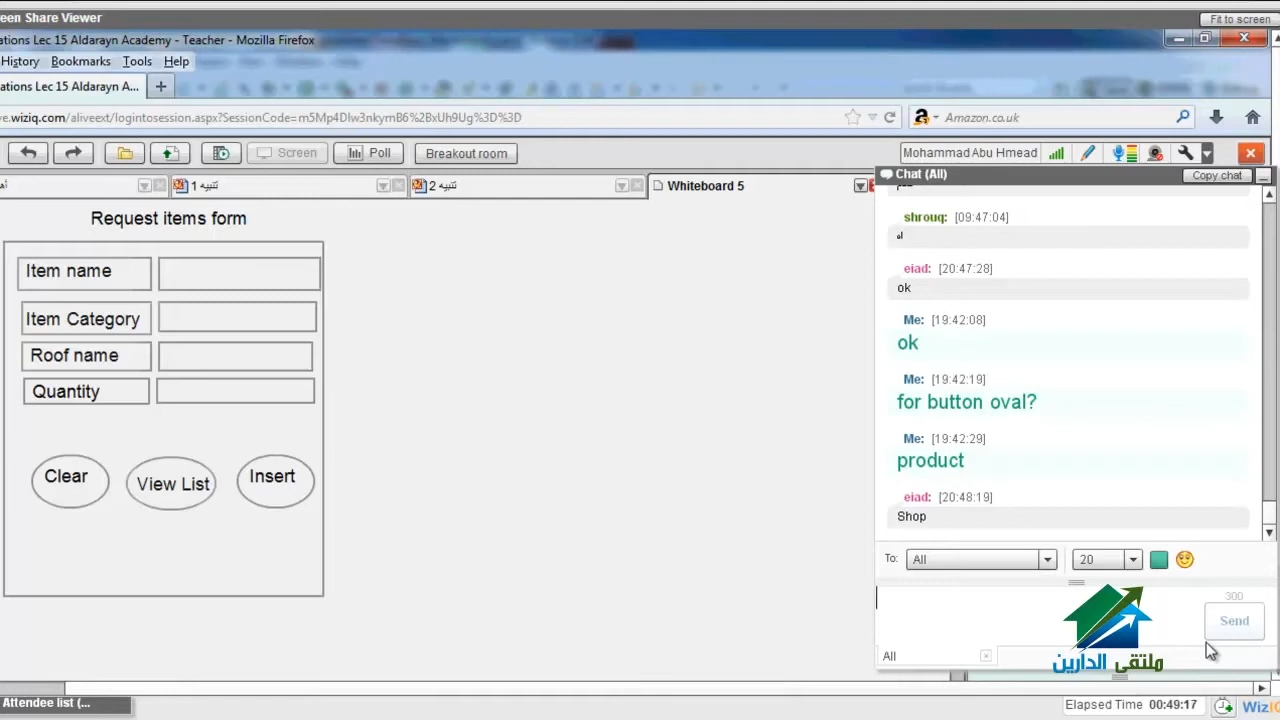 een Share Viewer
Fit to screen
ations Lec 15 Aldarayn Academy - Teacher - Mozilla Firefox
History Bookmarks Tools Help
ations Lec 15 Aldarayn A...
e.wiziq.com/aliveext/logintosession.aspx?SessionCode=m5Mp4Dlw3nkymB6%2BxUh9Ug%3D%3D
Amazon.co.uk
Screen
Poll
Breakout room
Mohammad Abu Hmead
تنبيه 1
تنبيه 2
Whiteboard 5
Chat (All)
Copy chat
Request items form
Item name
Item Category
Roof name
Quantity
Clear
View List
Insert
shrouq: [09:47:04]
eiad: [20:47:28]
ok
Me: [19:42:08]
ok
Me: [19:42:19]
for button oval?
Me: [19:42:29]
product
eiad: [20:48:19]
Shop
To: All
20
300
Send
All
ملتقى الدارين
Attendee list (...
Elapsed Time 00:49:17
WizIQ